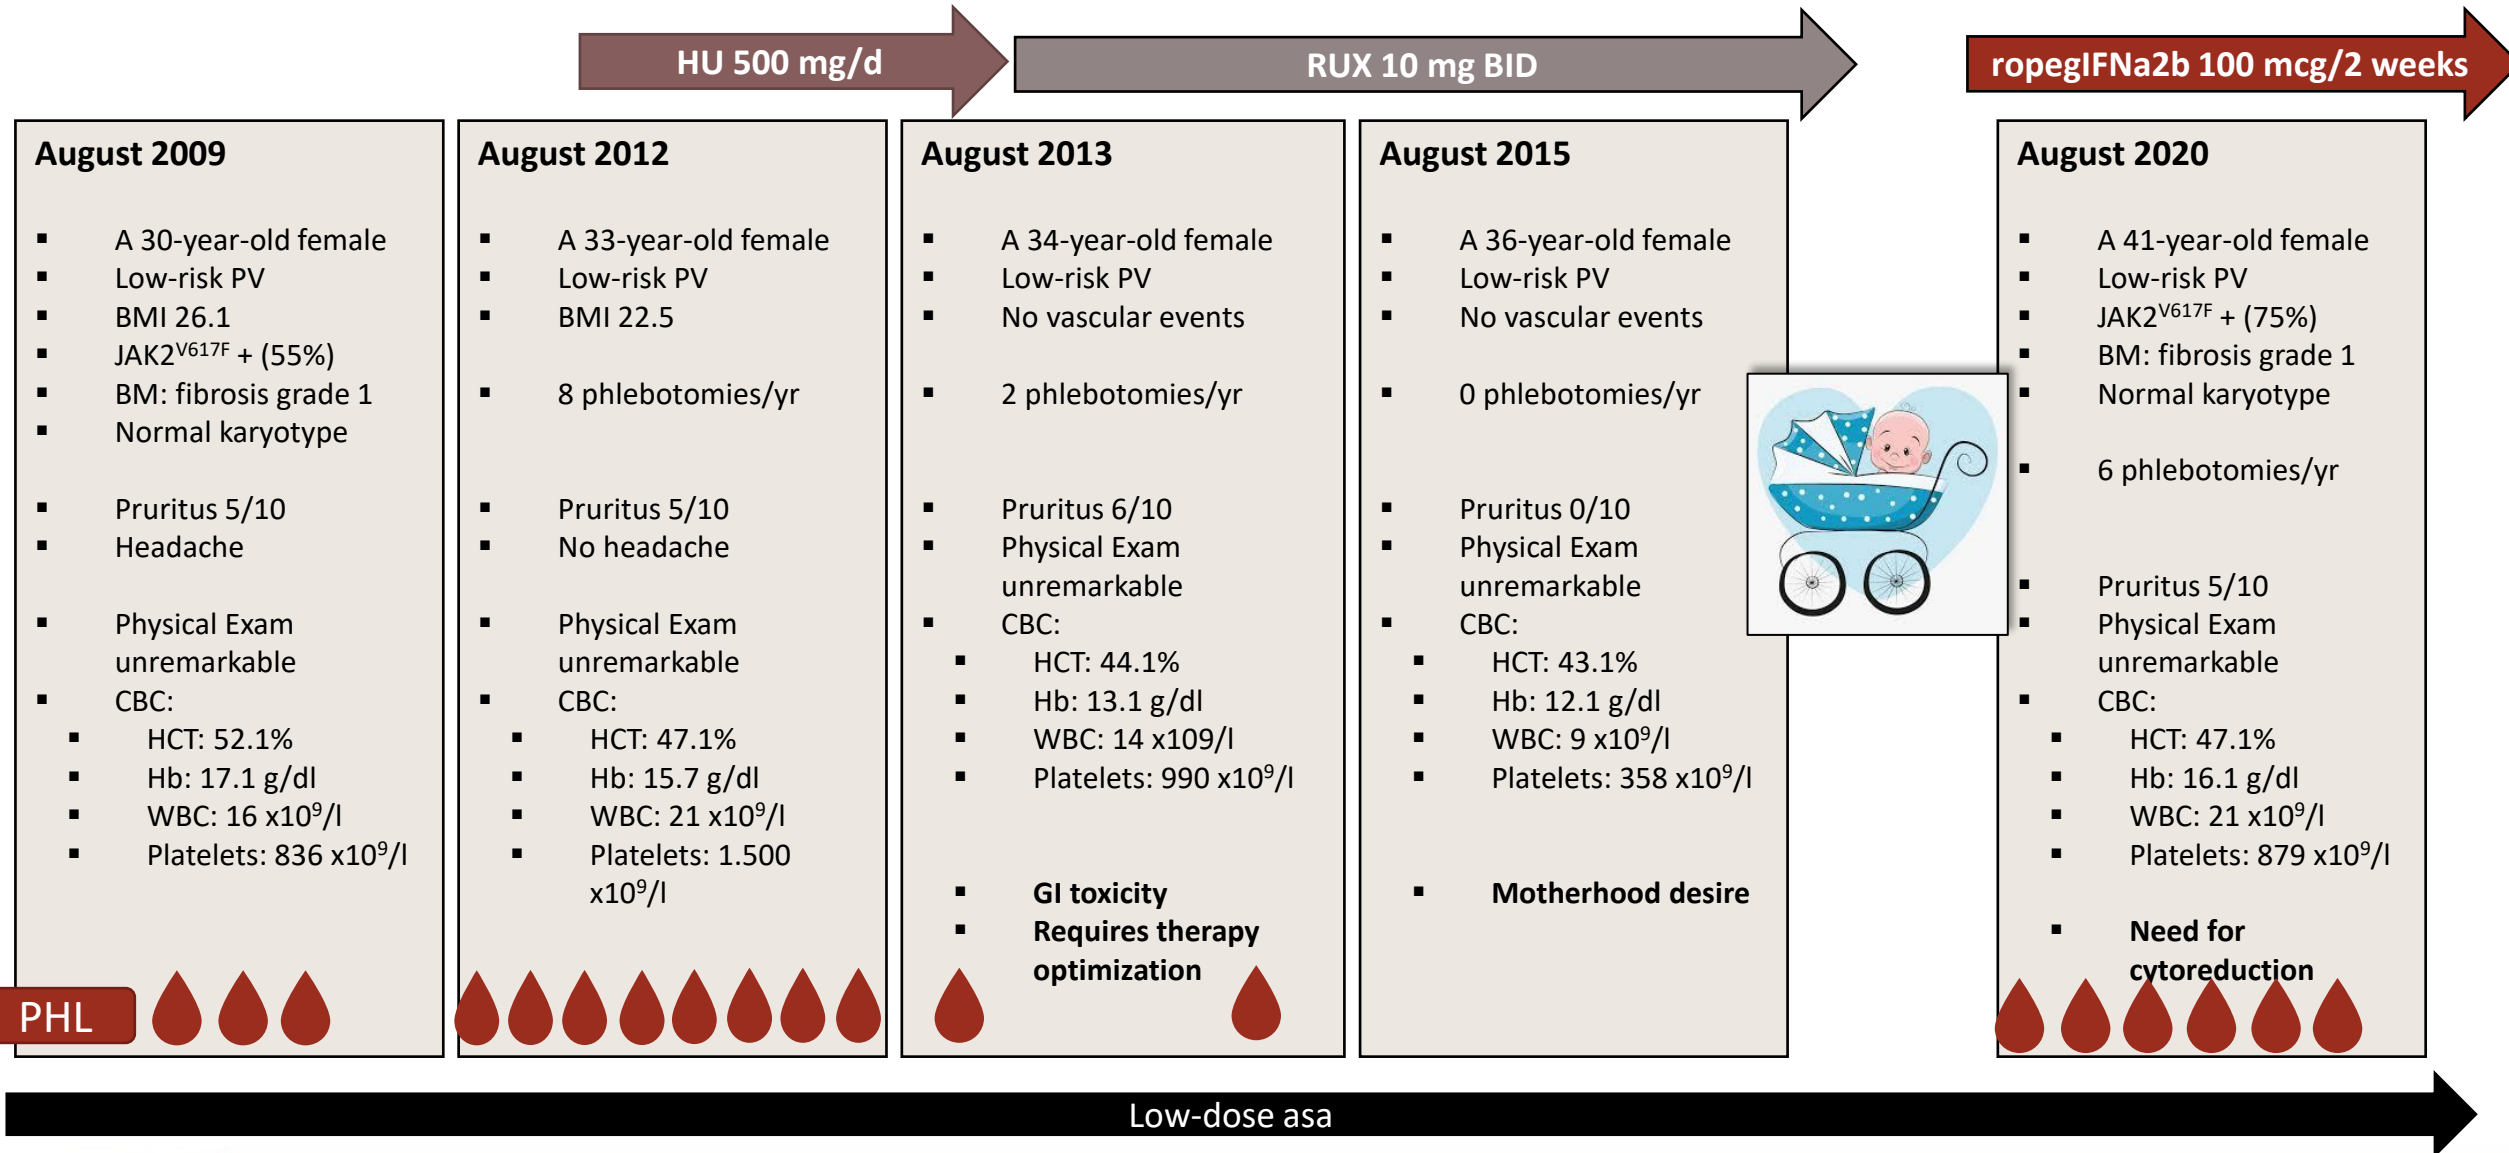 HU 500 mg/d
RUX 10 mg BID
ropegIFNa2b 100 mcg/2 weeks
August 2009
▪ A 30-year-old female
▪ Low-risk PV
▪ BMI 26.1
▪ JAK2^V617F + (55%)
▪ BM: fibrosis grade 1
▪ Normal karyotype
▪ Pruritus 5/10
▪ Headache
▪ Physical Exam
unremarkable
▪ CBC:
▪ HCT: 52.1%
▪ Hb: 17.1 g/dl
▪ WBC: 16 x10⁹/l
▪ Platelets: 836 x10⁹/l
PHL
August 2012
▪ A 33-year-old female
▪ Low-risk PV
▪ BMI 22.5
▪ 8 phlebotomies/yr
▪ Pruritus 5/10
▪ No headache
▪ Physical Exam
unremarkable
▪ CBC:
▪ HCT: 47.1%
▪ Hb: 15.7 g/dl
▪ WBC: 21 x10⁹/l
▪ Platelets: 1.500
x10⁹/l
August 2013
▪ A 34-year-old female
▪ Low-risk PV
▪ No vascular events
▪ 2 phlebotomies/yr
▪ Pruritus 6/10
▪ Physical Exam
unremarkable
▪ CBC:
▪ HCT: 44.1%
▪ Hb: 13.1 g/dl
▪ WBC: 14 x109/l
▪ Platelets: 990 x10⁹/l
▪ GI toxicity
▪ Requires therapy
optimization
August 2015
▪ A 36-year-old female
▪ Low-risk PV
▪ No vascular events
▪ 0 phlebotomies/yr
▪ Pruritus 0/10
▪ Physical Exam
unremarkable
▪ CBC:
▪ HCT: 43.1%
▪ Hb: 12.1 g/dl
▪ WBC: 9 x10⁹/l
▪ Platelets: 358 x10⁹/l
▪ Motherhood desire
August 2020
▪ A 41-year-old female
▪ Low-risk PV
▪ JAK2^V617F + (75%)
▪ BM: fibrosis grade 1
▪ Normal karyotype
▪ 6 phlebotomies/yr
▪ Pruritus 5/10
▪ Physical Exam
unremarkable
▪ CBC:
▪ HCT: 47.1%
▪ Hb: 16.1 g/dl
▪ WBC: 21 x10⁹/l
▪ Platelets: 879 x10⁹/l
▪ Need for
cytoreduction
Low-dose asa